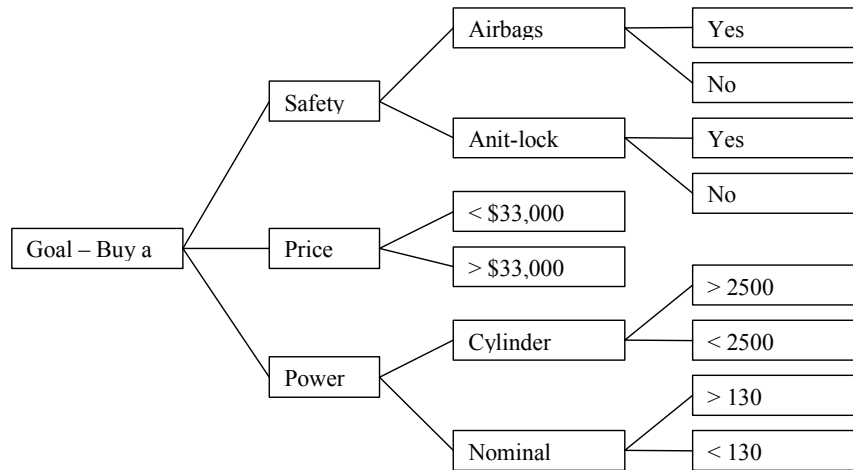 Airbags
Yes
No
Safety
Anit-lock
Yes
No
< $33,000
Goal – Buy a
Price
> $33,000
> 2500
Cylinder
< 2500
Power
> 130
Nominal
< 130